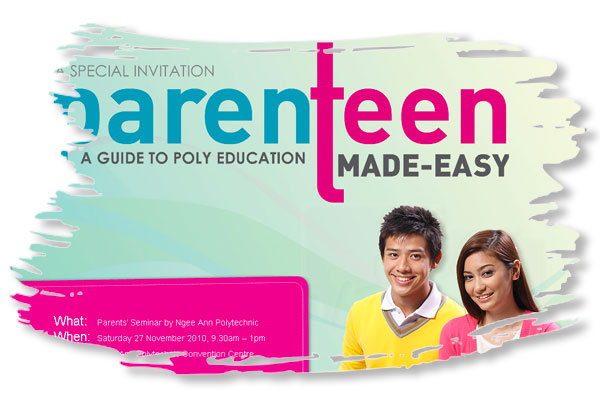 A SPECIAL INVITATION
parenteen
A GUIDE TO POLY EDUCATION
MADE-EASY
What: Parents' Seminar by Ngee Ann Polytechnic
When: Saturday 27 November 2010, 9.30am – 1pm
Polytechnic Convention Centre